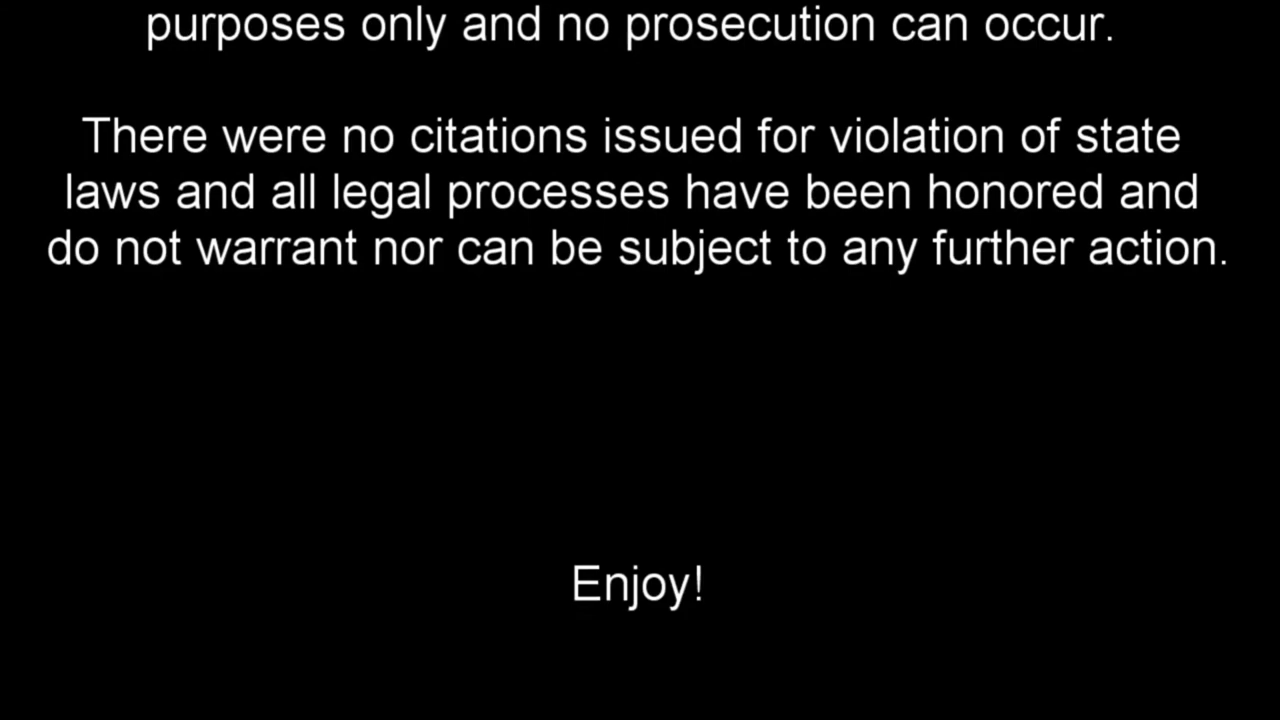 purposes only and no prosecution can occur.
There were no citations issued for violation of state
laws and all legal processes have been honored and
do not warrant nor can be subject to any further action.
Enjoy!